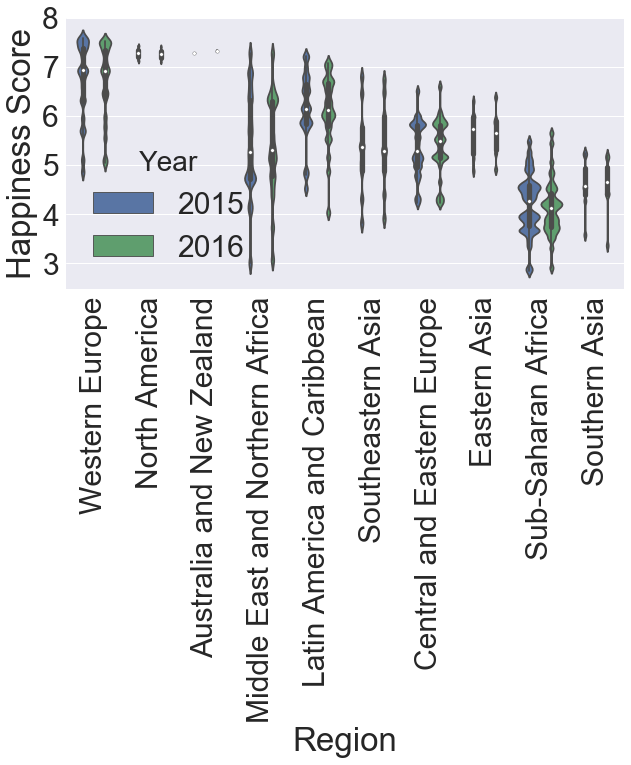 8
7
6
5
4
3
Happiness Score
Year
2015
2016
Western Europe
North America
Australia and New Zealand
Middle East and Northern Africa
Latin America and Caribbean
Southeastern Asia
Central and Eastern Europe
Eastern Asia
Sub-Saharan Africa
Southern Asia
Region